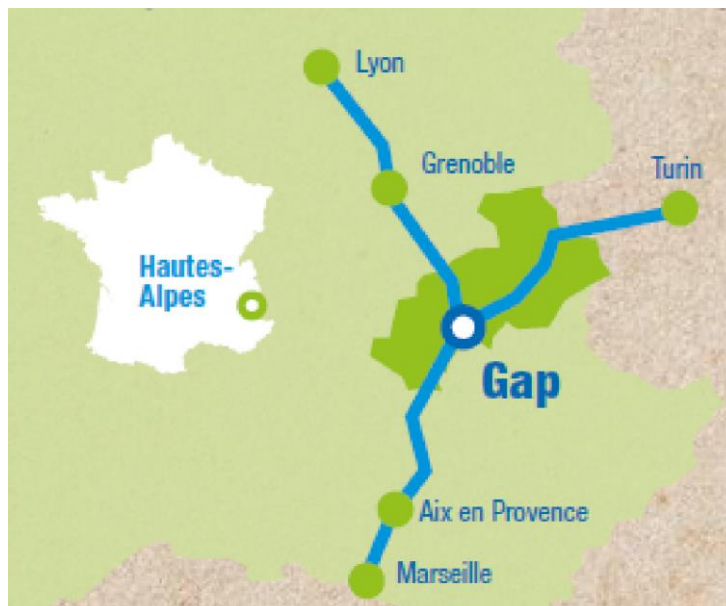 Lyon
Grenoble
Turin
Hautes-
Alpes
Gap
Aix en Provence
Marseille